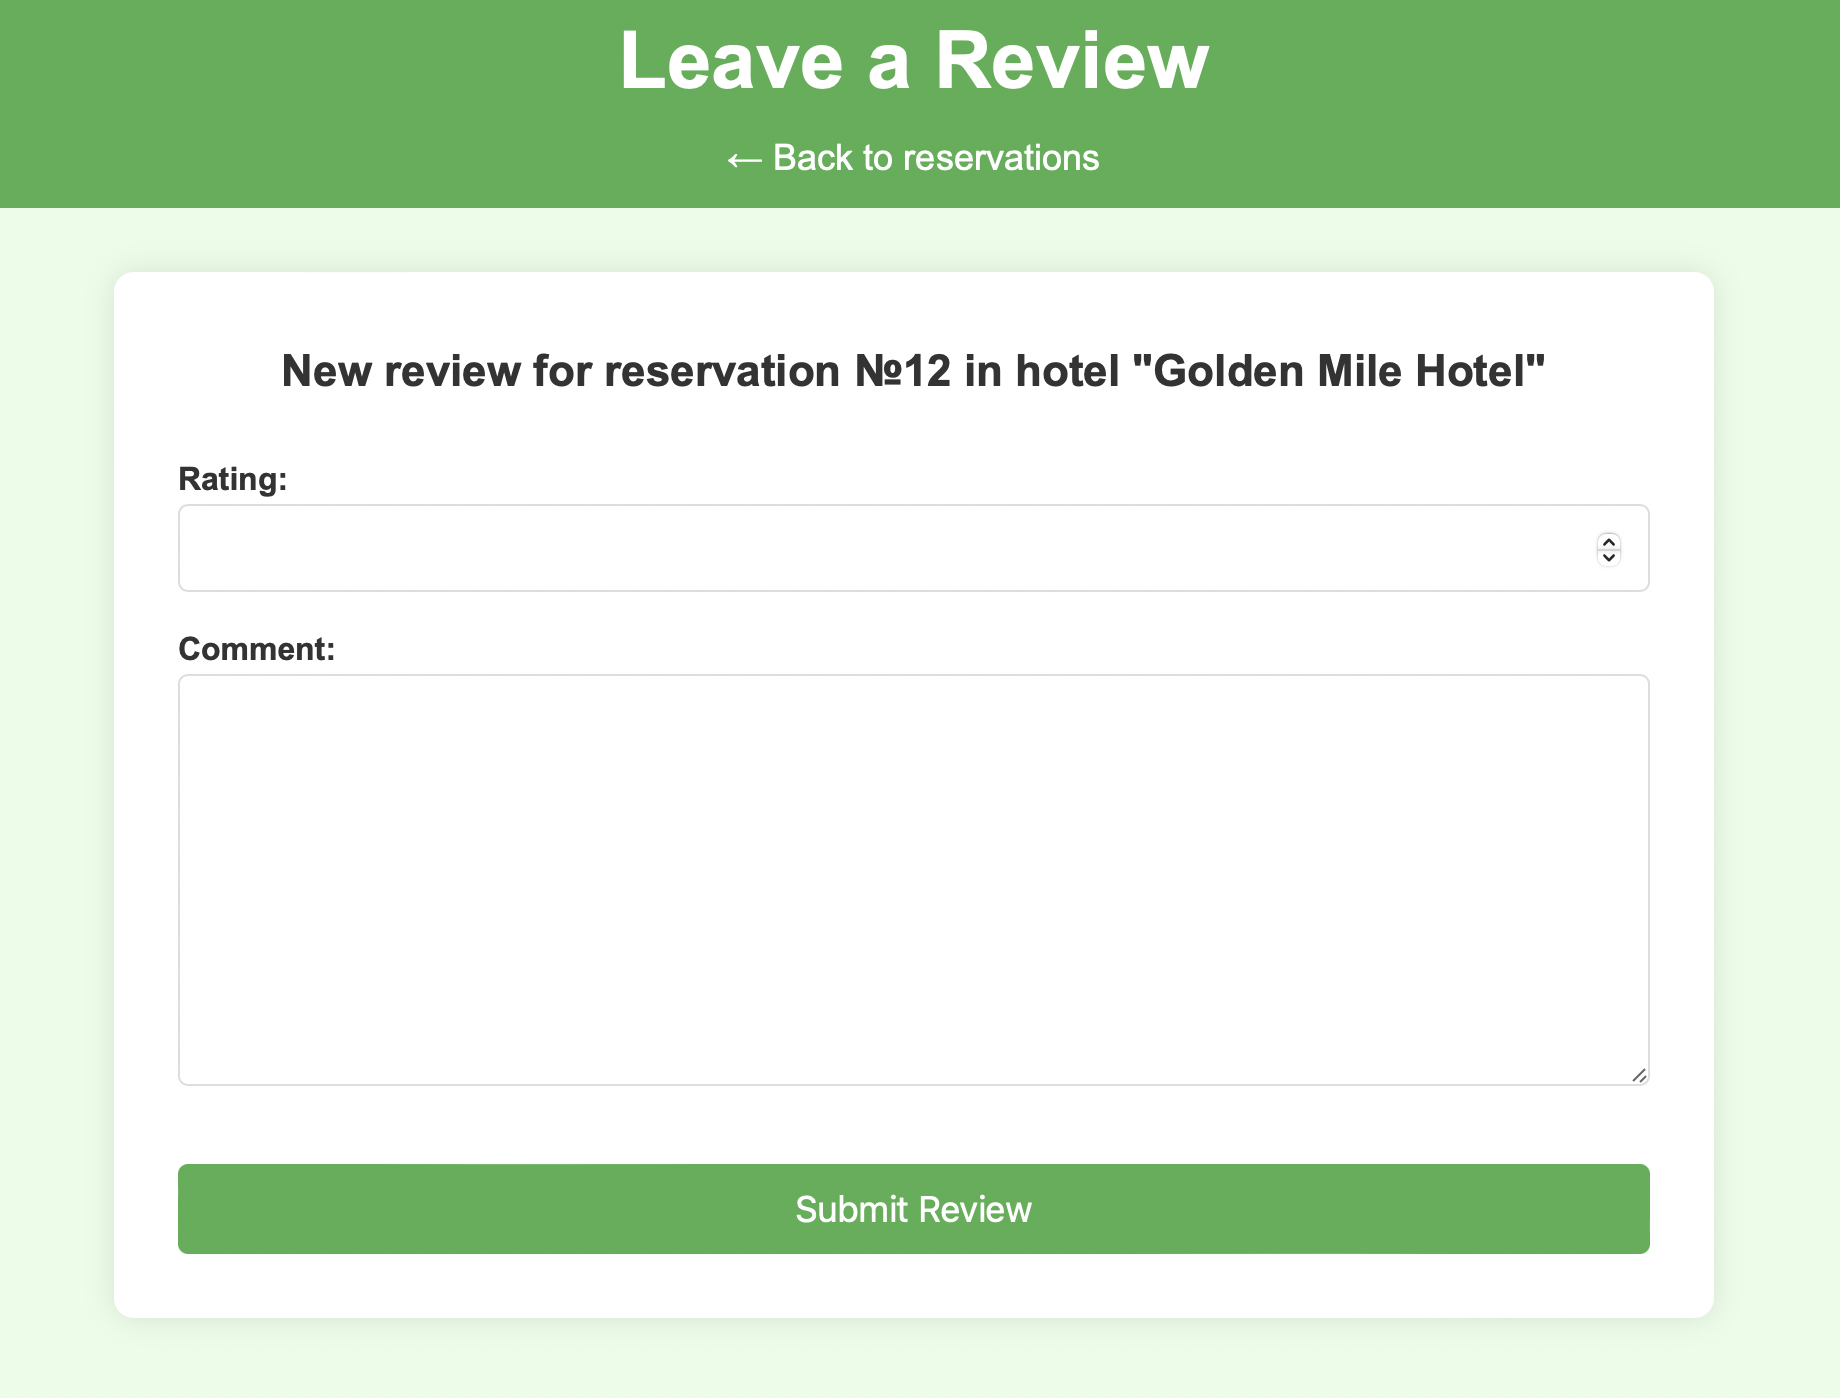 Leave a Review
← Back to reservations
New review for reservation №12 in hotel "Golden Mile Hotel"
Rating:
Comment:
Submit Review